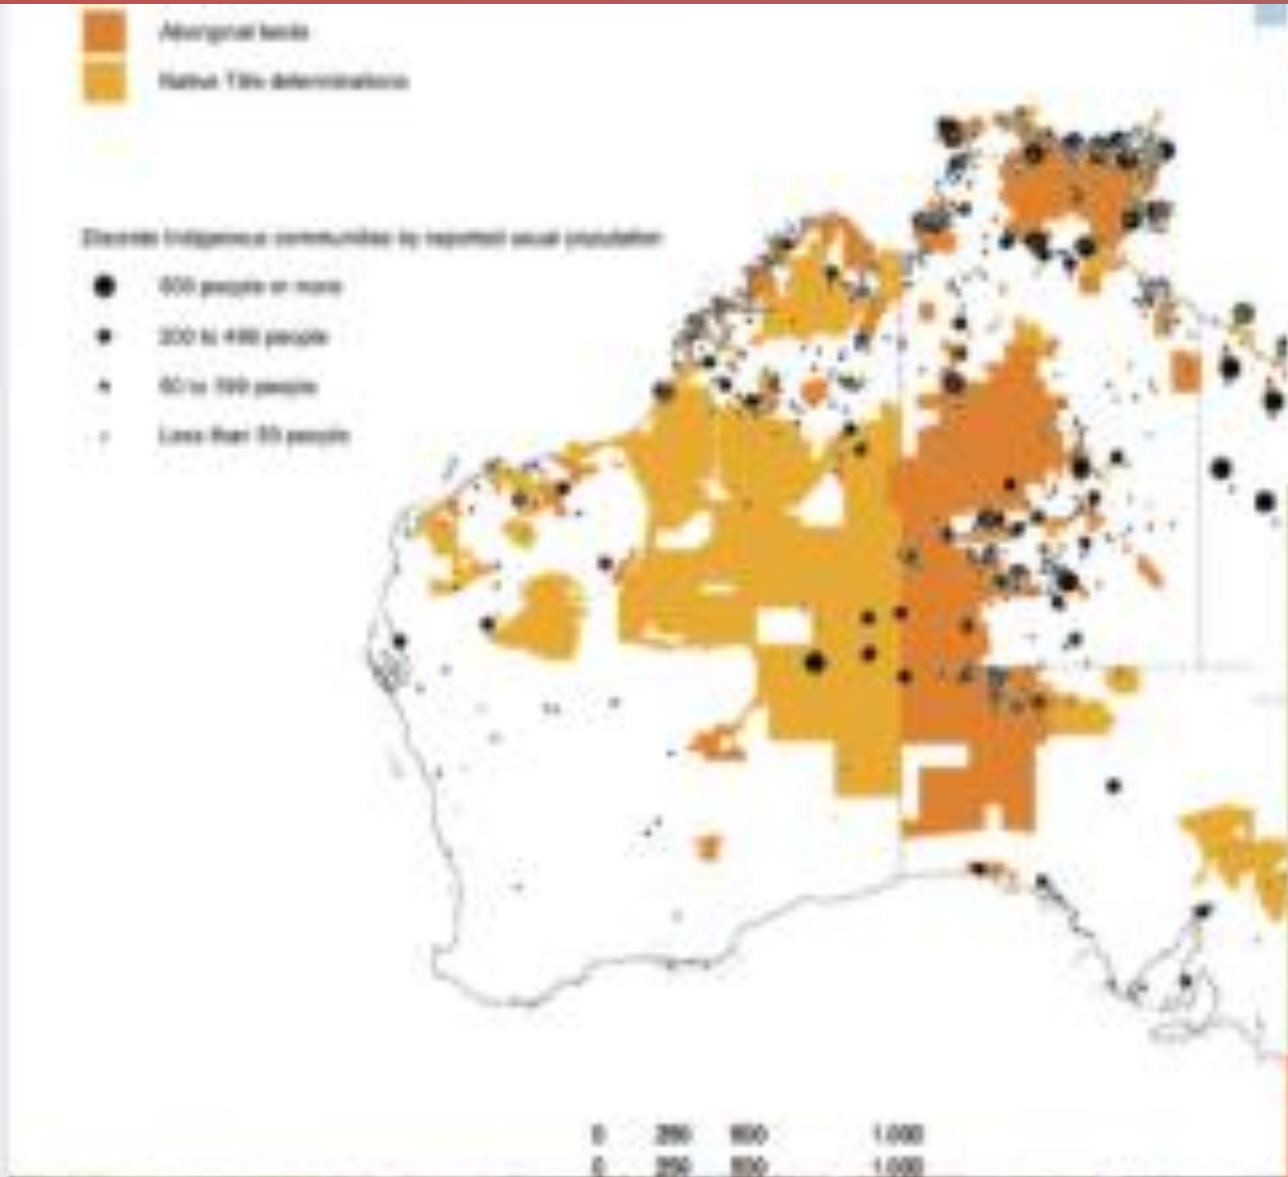 Aboriginal lands
Native Title determinations
Discrete Indigenous communities by reported usual population
500 people or more
200 to 499 people
50 to 199 people
Less than 50 people
0 250 500 1.000
0 250 500 1.000